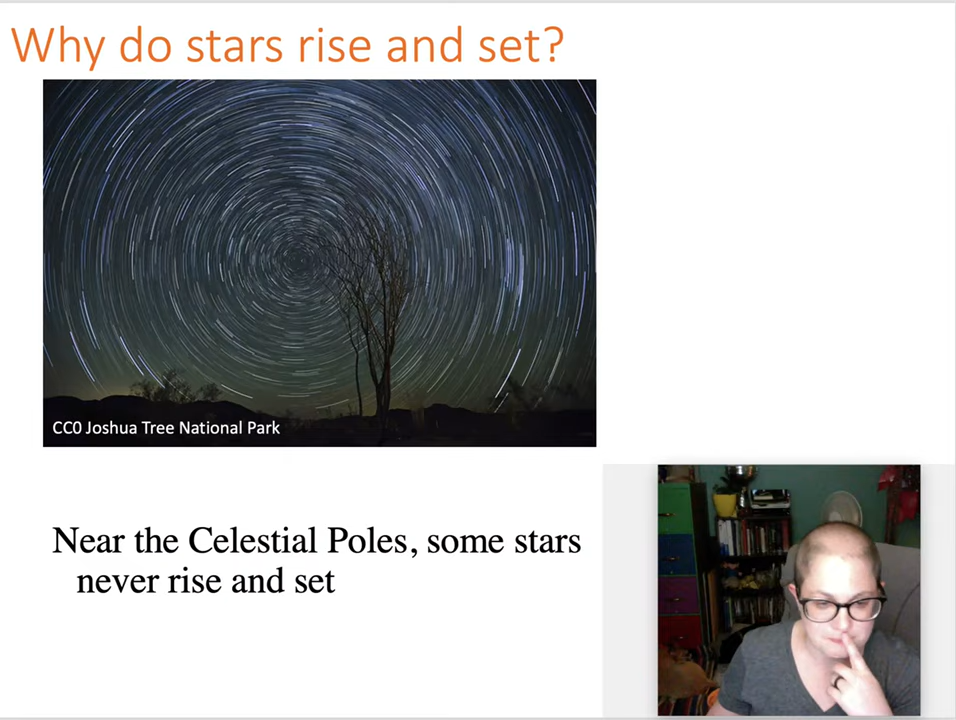 Why do stars rise and set?
CC0 Joshua Tree National Park
Near the Celestial Poles, some stars
never rise and set